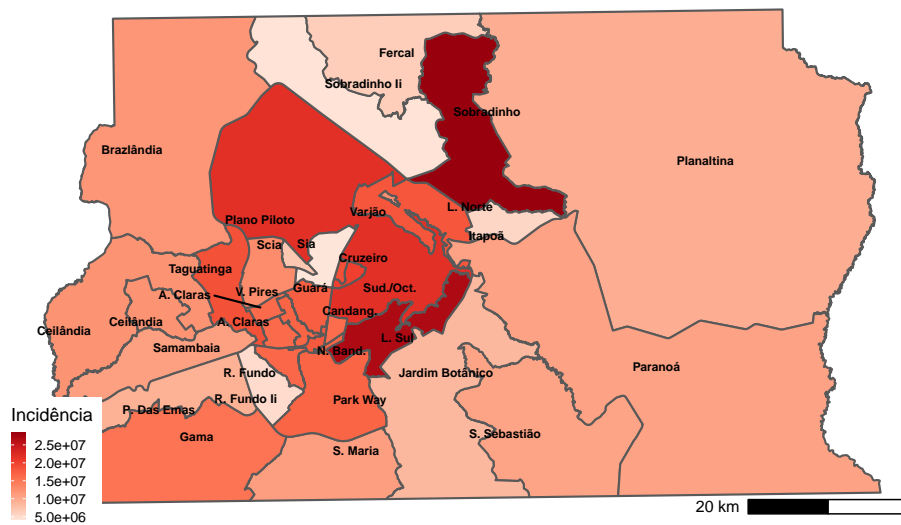 Fercal
Sobradinho Ii
Sobradinho
Brazlândia
Planaltina
Varjão
L. Norte
Plano Piloto
Itapoã
Scia
Sia
Cruzeiro
Taguatinga
Guará
Sud./Oct.
A. Claras
V. Pires
Candang.
Ceilândia
Ceilândia
A. Claras
L. Sul
Samambaia
N. Band.
R. Fundo
Jardim Botânico
Paranoá
R. Fundo Ii
Park Way
P. Das Emas
Gama
S. Sebastião
S. Maria
Incidência
2.5e+07
2.0e+07
1.5e+07
1.0e+07
5.0e+06
20 km